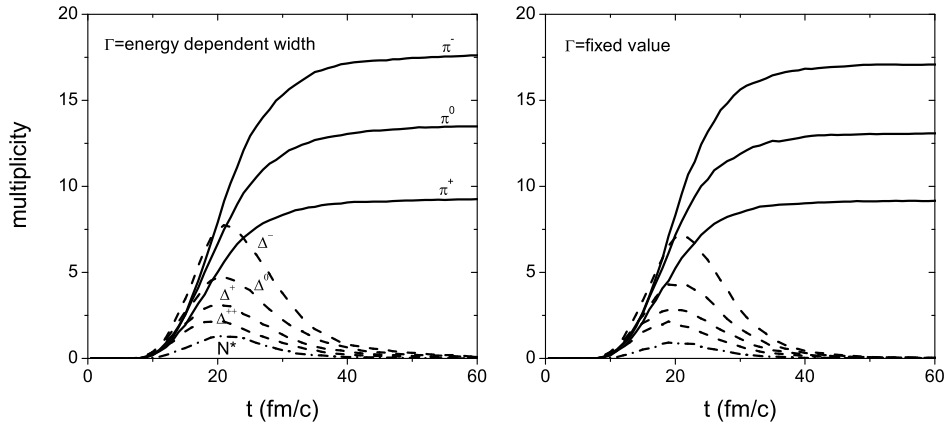 20
15
10
5
0
multiplicity
Γ=energy dependent width
π⁻
π⁰
π⁺
Δ⁻
Δ⁰
Δ⁺
Δ⁺⁺
N*
0
20
40
60
t (fm/c)
20
15
10
5
0
Γ=fixed value
0
20
40
60
t (fm/c)